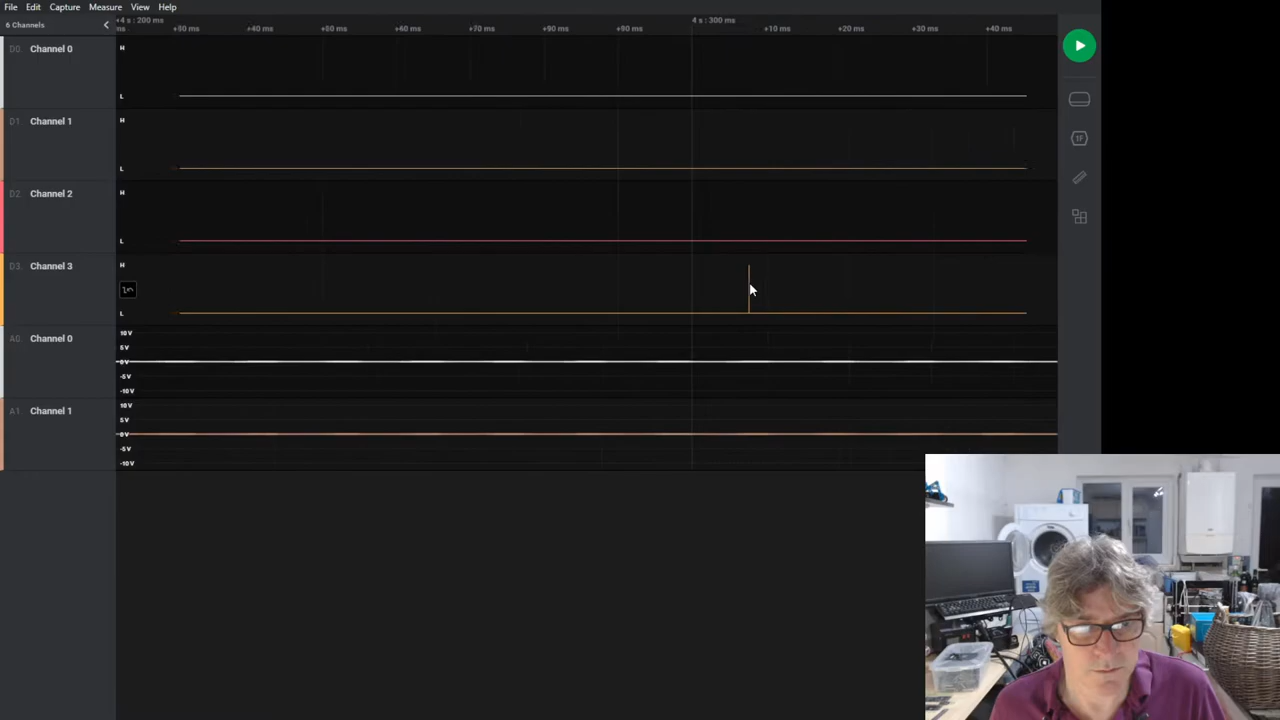 File Edit Capture Measure View Help
6 Channels
+4 s : 200 ms
4 s : 300 ms
ms +30 ms +40 ms +50 ms +60 ms +70 ms +90 ms +90 ms +10 ms +20 ms +30 ms +40 ms
D0 Channel 0
H
L
D1 Channel 1
H
L
D2 Channel 2
H
L
D3 Channel 3
H
L
A0 Channel 0
10 V
5 V
0 V
-5 V
-10 V
A1 Channel 1
10 V
5 V
0 V
-5 V
-10 V
1F